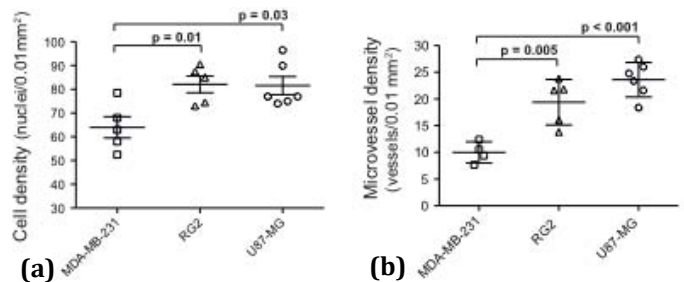 p = 0.03
p = 0.01
Cell density (nuclei/0.01mm²)
100
90
80
70
60
50
40
30
MDA-MB-231
RG2
U87-MG
(a)
p < 0.001
p = 0.005
Microvessel density
(vessels/0.01 mm²)
30
25
20
15
10
5
0
MDA-MB-231
RG2
U87-MG
(b)